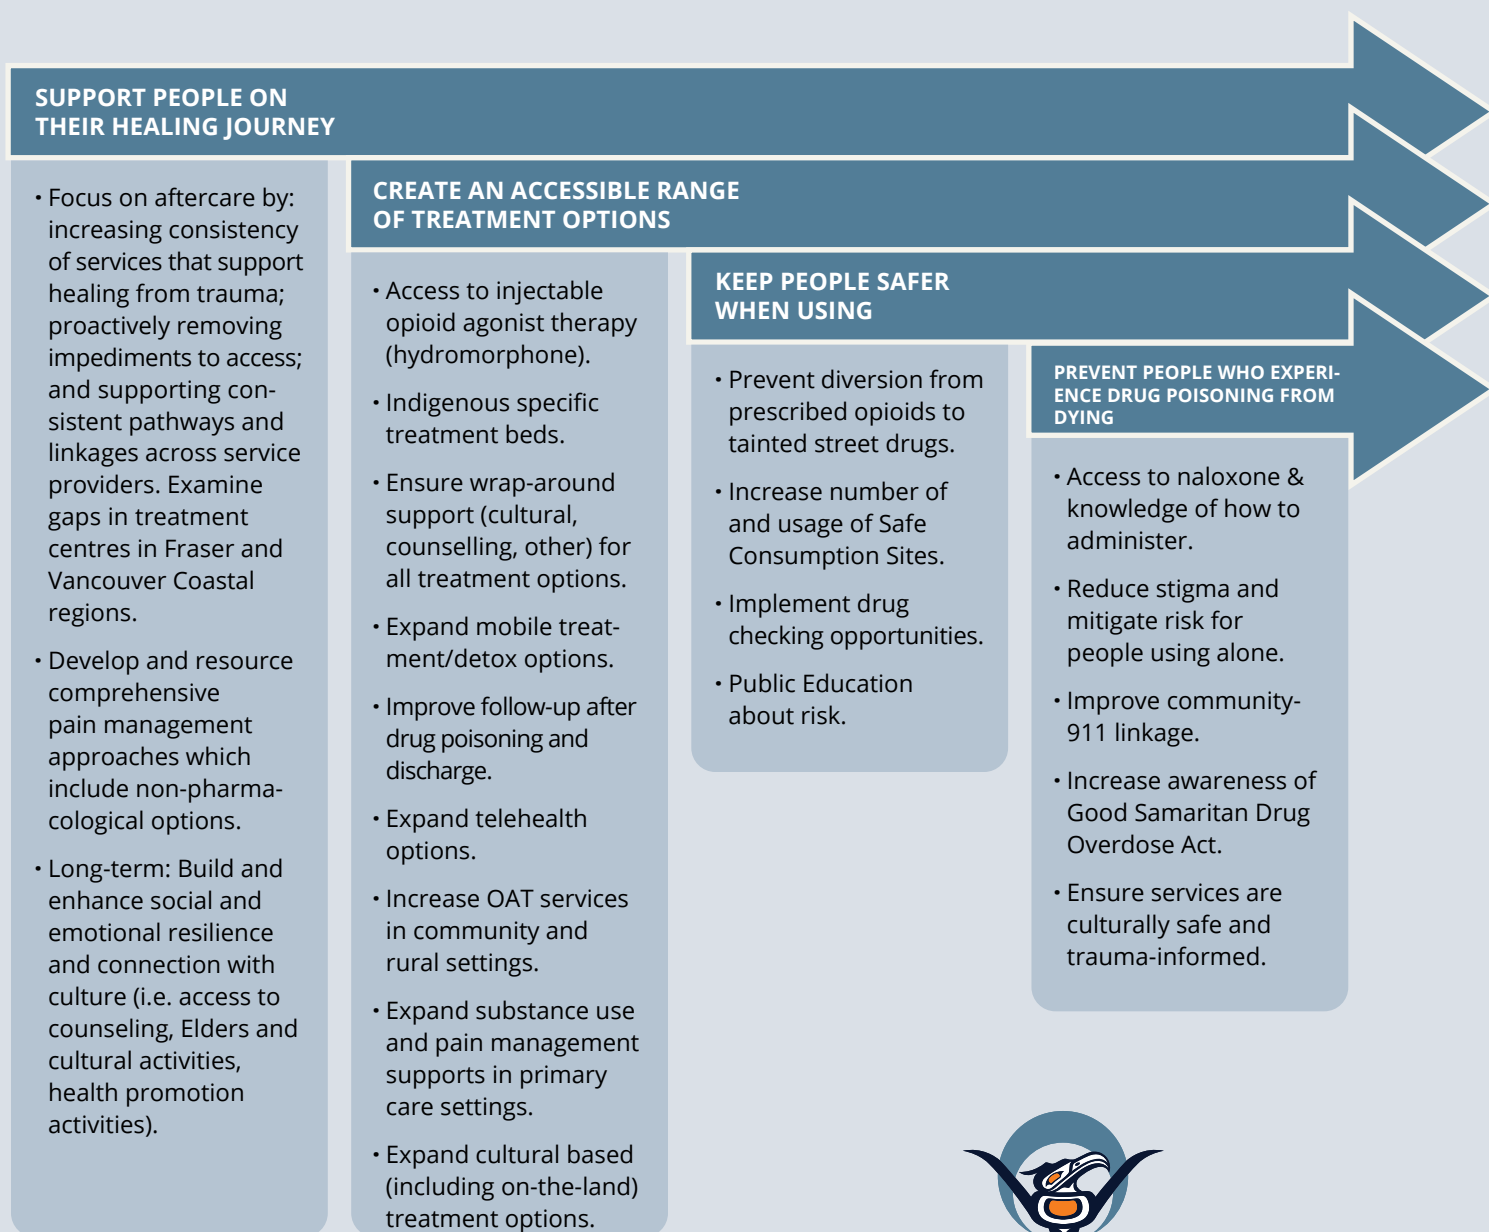 SUPPORT PEOPLE ON
THEIR HEALING JOURNEY
• Focus on aftercare by:
increasing consistency
of services that support
healing from trauma;
proactively removing
impediments to access;
and supporting con-
sistent pathways and
linkages across service
providers. Examine
gaps in treatment
centres in Fraser and
Vancouver Coastal
regions.
• Develop and resource
comprehensive
pain management
approaches which
include non-pharma-
cological options.
• Long-term: Build and
enhance social and
emotional resilience
and connection with
culture (i.e. access to
counseling, Elders and
cultural activities,
health promotion
activities).
CREATE AN ACCESSIBLE RANGE
OF TREATMENT OPTIONS
• Access to injectable
opioid agonist therapy
(hydromorphone).
• Indigenous specific
treatment beds.
• Ensure wrap-around
support (cultural,
counselling, other) for
all treatment options.
• Expand mobile treat-
ment/detox options.
• Improve follow-up after
drug poisoning and
discharge.
• Expand telehealth
options.
• Increase OAT services
in community and
rural settings.
• Expand substance use
and pain management
supports in primary
care settings.
• Expand cultural based
(including on-the-land)
treatment options.
KEEP PEOPLE SAFER
WHEN USING
• Prevent diversion from
prescribed opioids to
tainted street drugs.
• Increase number of
and usage of Safe
Consumption Sites.
• Implement drug
checking opportunities.
• Public Education
about risk.
PREVENT PEOPLE WHO EXPERI-
ENCE DRUG POISONING FROM
DYING
• Access to naloxone &
knowledge of how to
administer.
• Reduce stigma and
mitigate risk for
people using alone.
• Improve community-
911 linkage.
• Increase awareness of
Good Samaritan Drug
Overdose Act.
• Ensure services are
culturally safe and
trauma-informed.